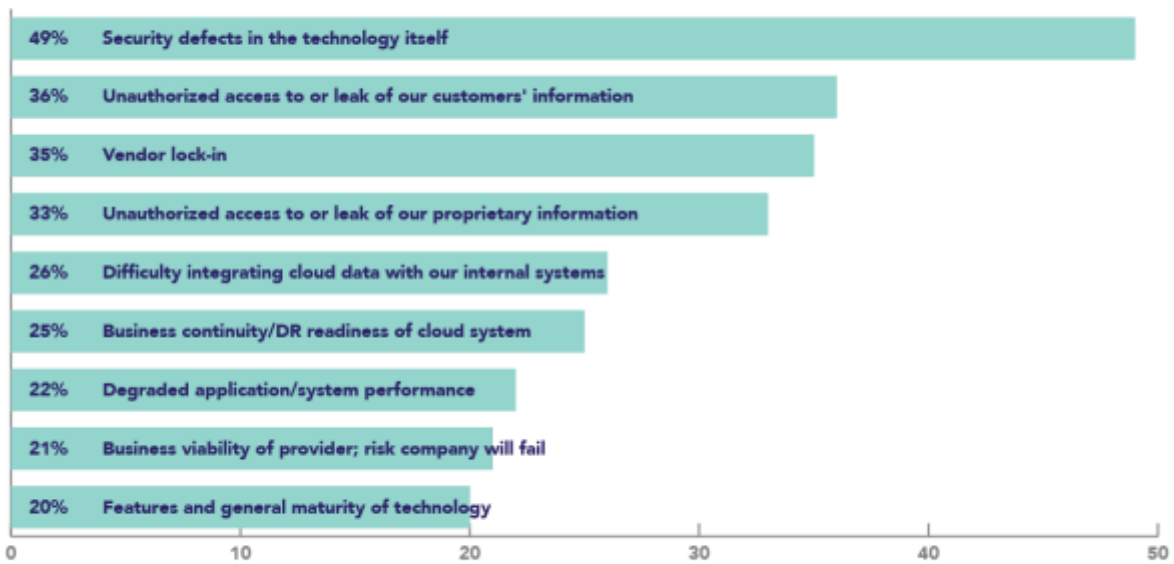 49% Security defects in the technology itself
36% Unauthorized access to or leak of our customers' information
35% Vendor lock-in
33% Unauthorized access to or leak of our proprietary information
26% Difficulty integrating cloud data with our internal systems
25% Business continuity/DR readiness of cloud system
22% Degraded application/system performance
21% Business viability of provider; risk company will fail
20% Features and general maturity of technology
0 10 20 30 40 50